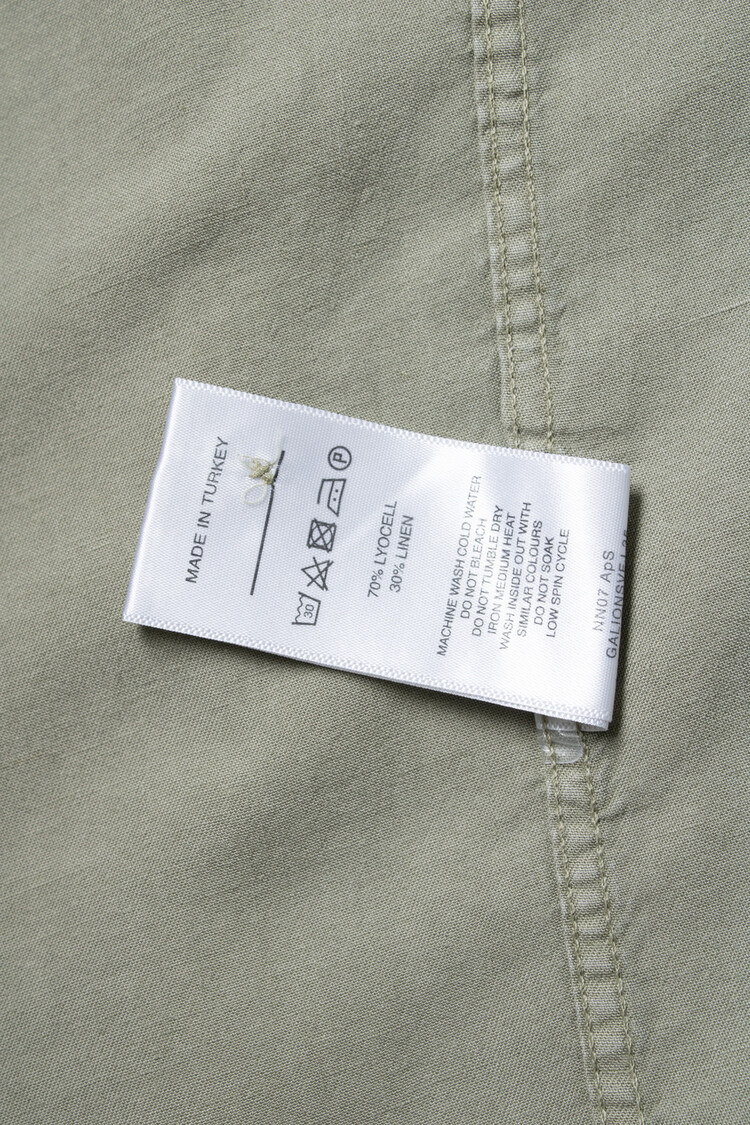 MADE IN TURKEY
30
P
70% LYOCELL
30% LINEN
MACHINE WASH COLD WATER
DO NOT BLEACH
DO NOT TUMBLE DRY
IRON MEDIUM HEAT
WASH INSIDE OUT WITH
SIMILAR COLOURS
DO NOT SOAK
LOW SPIN CYCLE
NN07 ApS